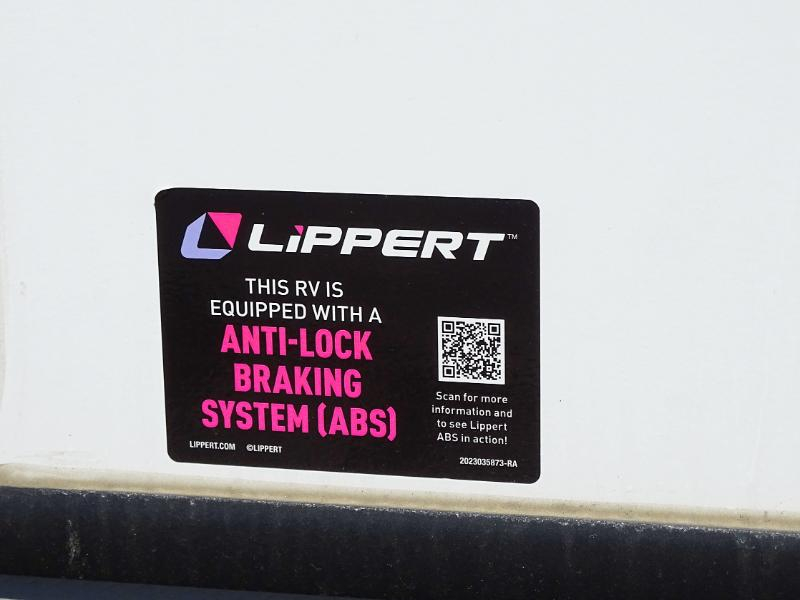 LiPPERT™
THIS RV IS
EQUIPPED WITH A
ANTI-LOCK
BRAKING
SYSTEM (ABS)
Scan for more
information and
to see Lippert
ABS in action!
LIPPERT.COM ©LIPPERT
2023035873-RA